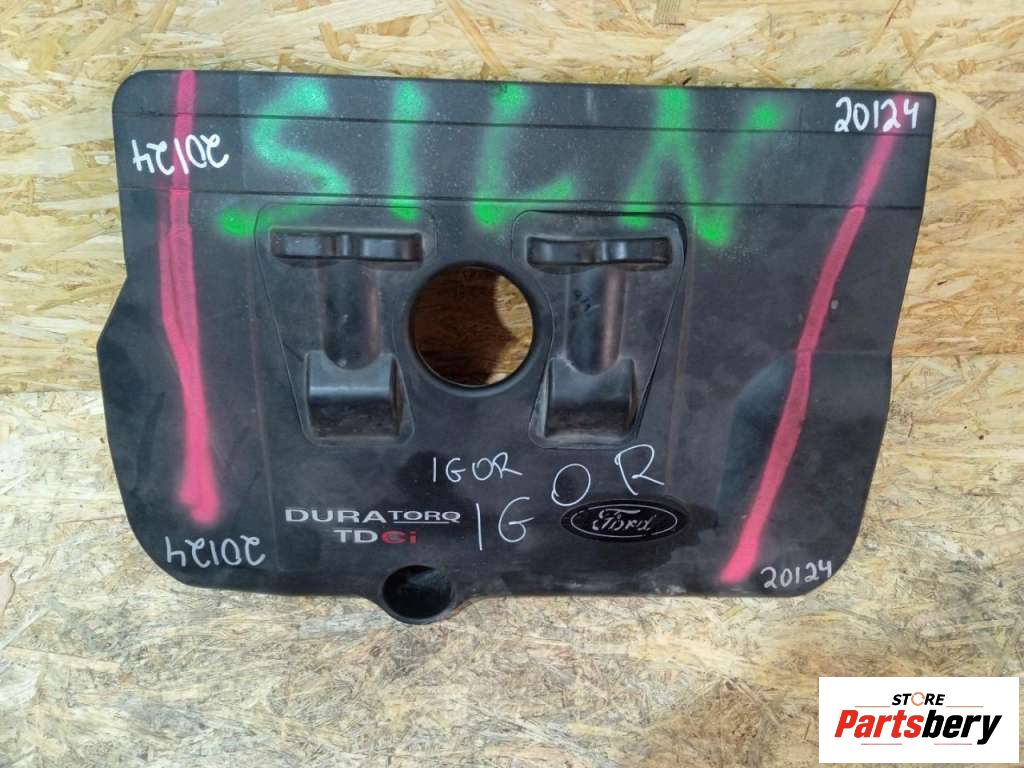 SILN
20124
20124
IGOR
IGOR
DURATORQ
TDCi
Ford
20124
20124
STORE
Partsbery